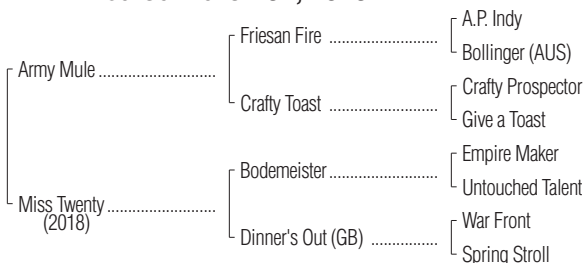 Army Mule
Friesan Fire
A.P. Indy
Bollinger (AUS)
Crafty Toast
Crafty Prospector
Give a Toast
Miss Twenty
(2018)
Bodemeister
Empire Maker
Untouched Talent
Dinner's Out (GB)
War Front
Spring Stroll